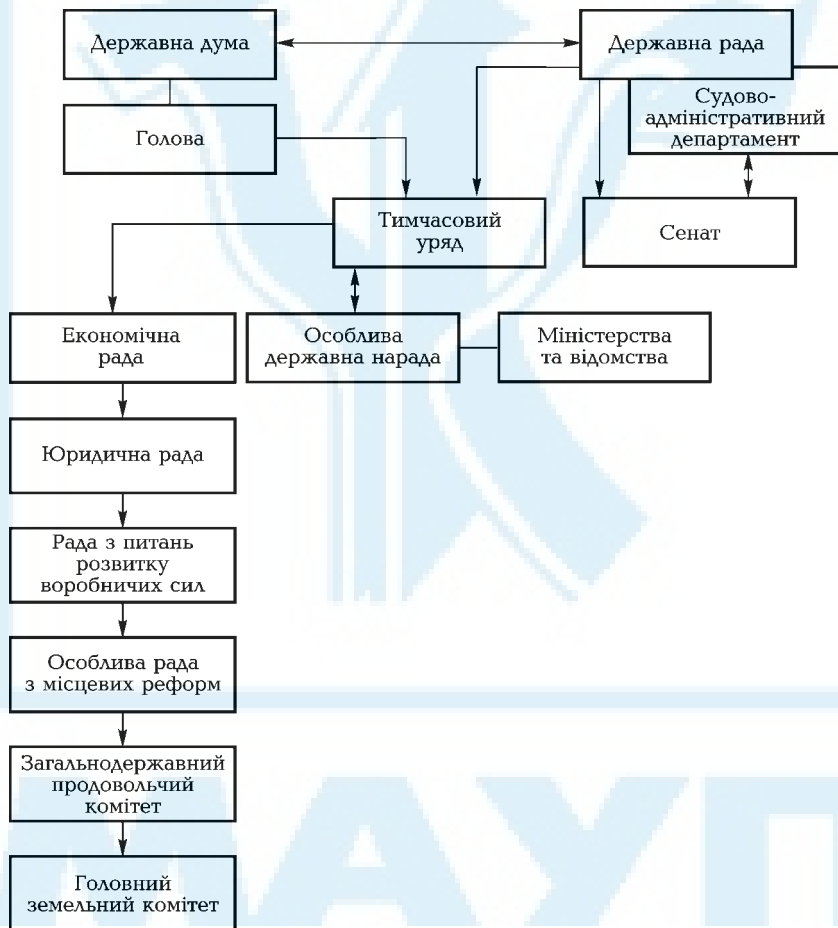 Державна дума
Державна рада
Судово-
адміністративний
департамент
Голова
Тимчасовий
уряд
Сенат
Економічна
рада
Особлива
державна нарада
Міністерства
та відомства
Юридична рада
Рада з питань
розвитку
воробничих сил
Особлива рада
з місцевих реформ
Загальнодержавний
продовольчий
комітет
Головний
земельний комітет
МАУП